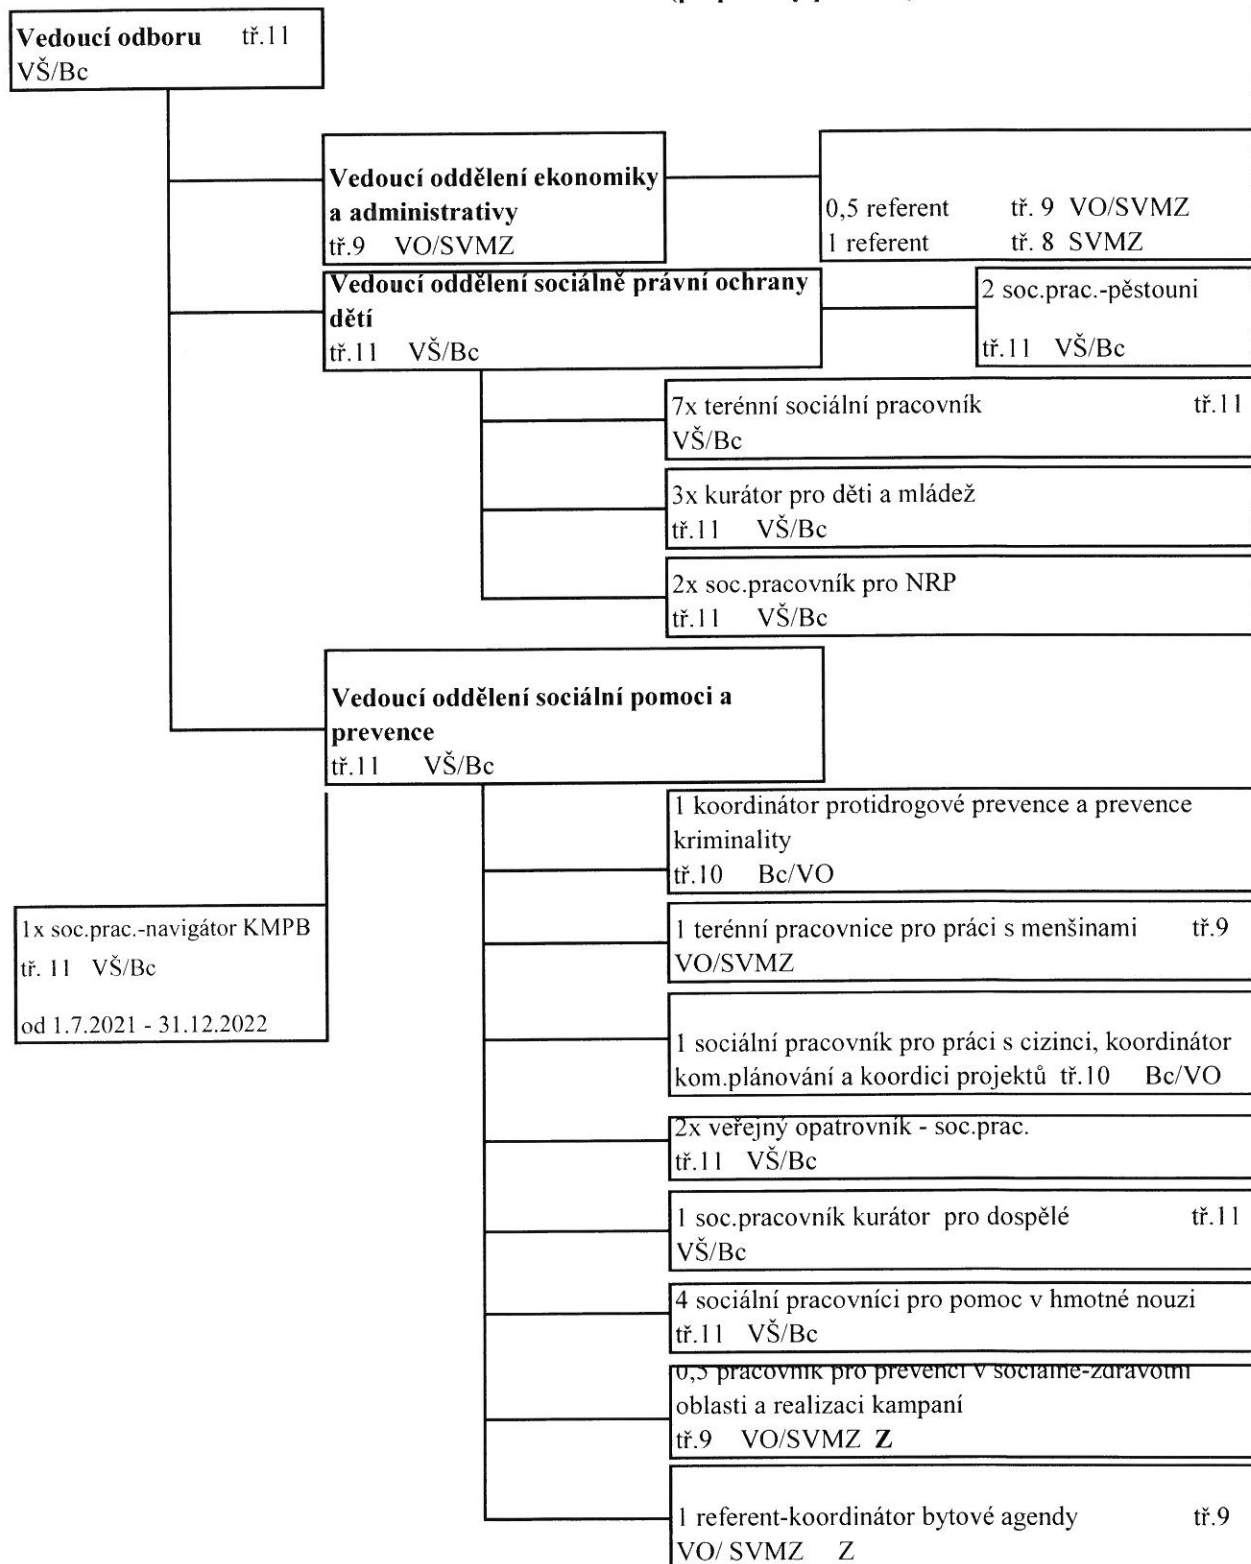 Vedoucí odboru tř.11
VŠ/Bc
Vedoucí oddělení ekonomiky
a administrativy
tř.9 VO/SVMZ
0,5 referent tř. 9 VO/SVMZ
1 referent tř. 8 SVMZ
Vedoucí oddělení sociálně právní ochrany
dětí
tř.11 VŠ/Bc
2 soc.prac.-pěstouni
tř.11 VŠ/Bc
7x terénní sociální pracovník tř.11
VŠ/Bc
3x kurátor pro děti a mládež
tř.11 VŠ/Bc
2x soc.pracovník pro NRP
tř.11 VŠ/Bc
Vedoucí oddělení sociální pomoci a
prevence
tř.11 VŠ/Bc
1x soc.prac.-navigátor KMPB
tř. 11 VŠ/Bc
od 1.7.2021 - 31.12.2022
1 koordinátor protidrogové prevence a prevence
kriminality
tř.10 Bc/VO
1 terénní pracovnice pro práci s menšinami tř.9
VO/SVMZ
1 sociální pracovník pro práci s cizinci, koordinátor
kom.plánování a koordici projektů tř.10 Bc/VO
2x veřejný opatrovník - soc.prac.
tř.11 VŠ/Bc
1 soc.pracovník kurátor pro dospělé tř.11
VŠ/Bc
4 sociální pracovníci pro pomoc v hmotné nouzi
tř.11 VŠ/Bc
0,5 pracovník pro prevenci v sociálně-zdravotní
oblasti a realizaci kampaní
tř.9 VO/SVMZ Z
1 referent-koordinátor bytové agendy tř.9
VO/ SVMZ Z